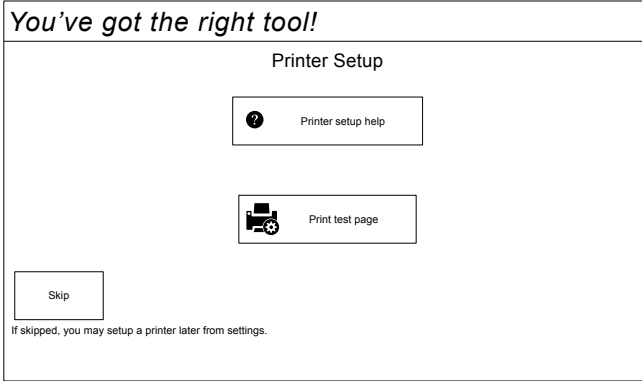 You’ve got the right tool!
Printer Setup
Printer setup help
Print test page
Skip
If skipped, you may setup a printer later from settings.